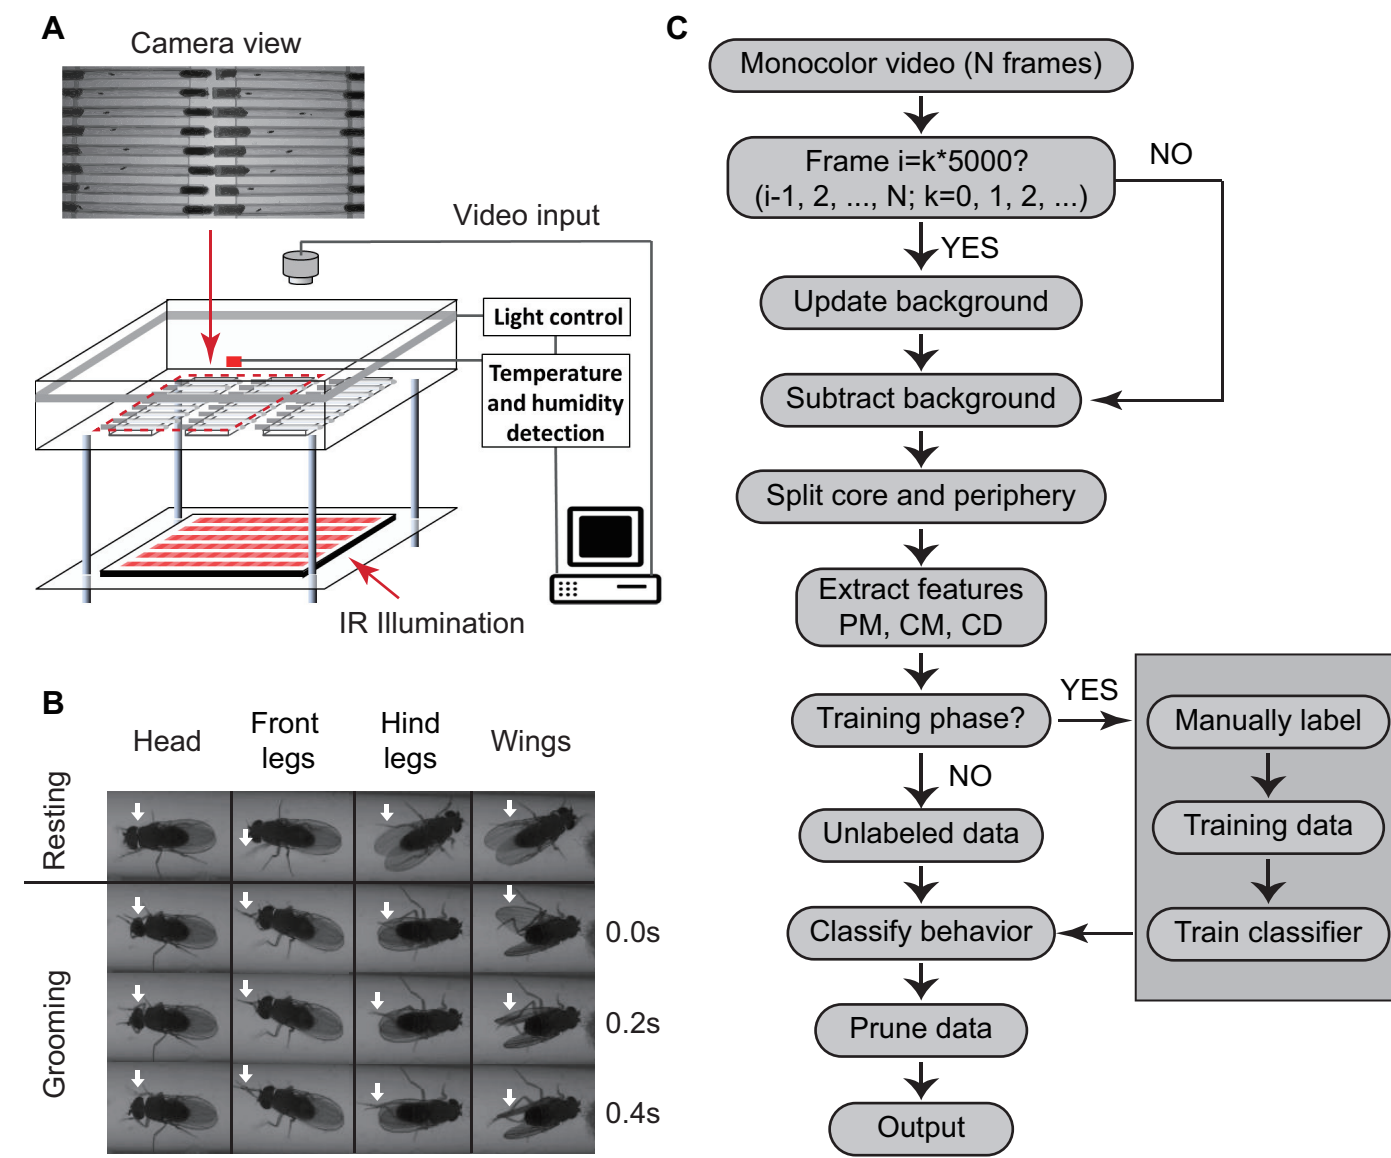 A
Camera view
Video input
Light control
Temperature
and humidity
detection
IR Illumination
B
Head
Front
legs
Hind
legs
Wings
Resting
Grooming
0.0s
0.2s
0.4s
C
Monocolor video (N frames)
Frame i=k*5000?
(i-1, 2, ..., N; k=0, 1, 2, ...)
NO
YES
Update background
Subtract background
Split core and periphery
Extract features
PM, CM, CD
Training phase?
YES
NO
Manually label
Training data
Train classifier
Unlabeled data
Classify behavior
Prune data
Output